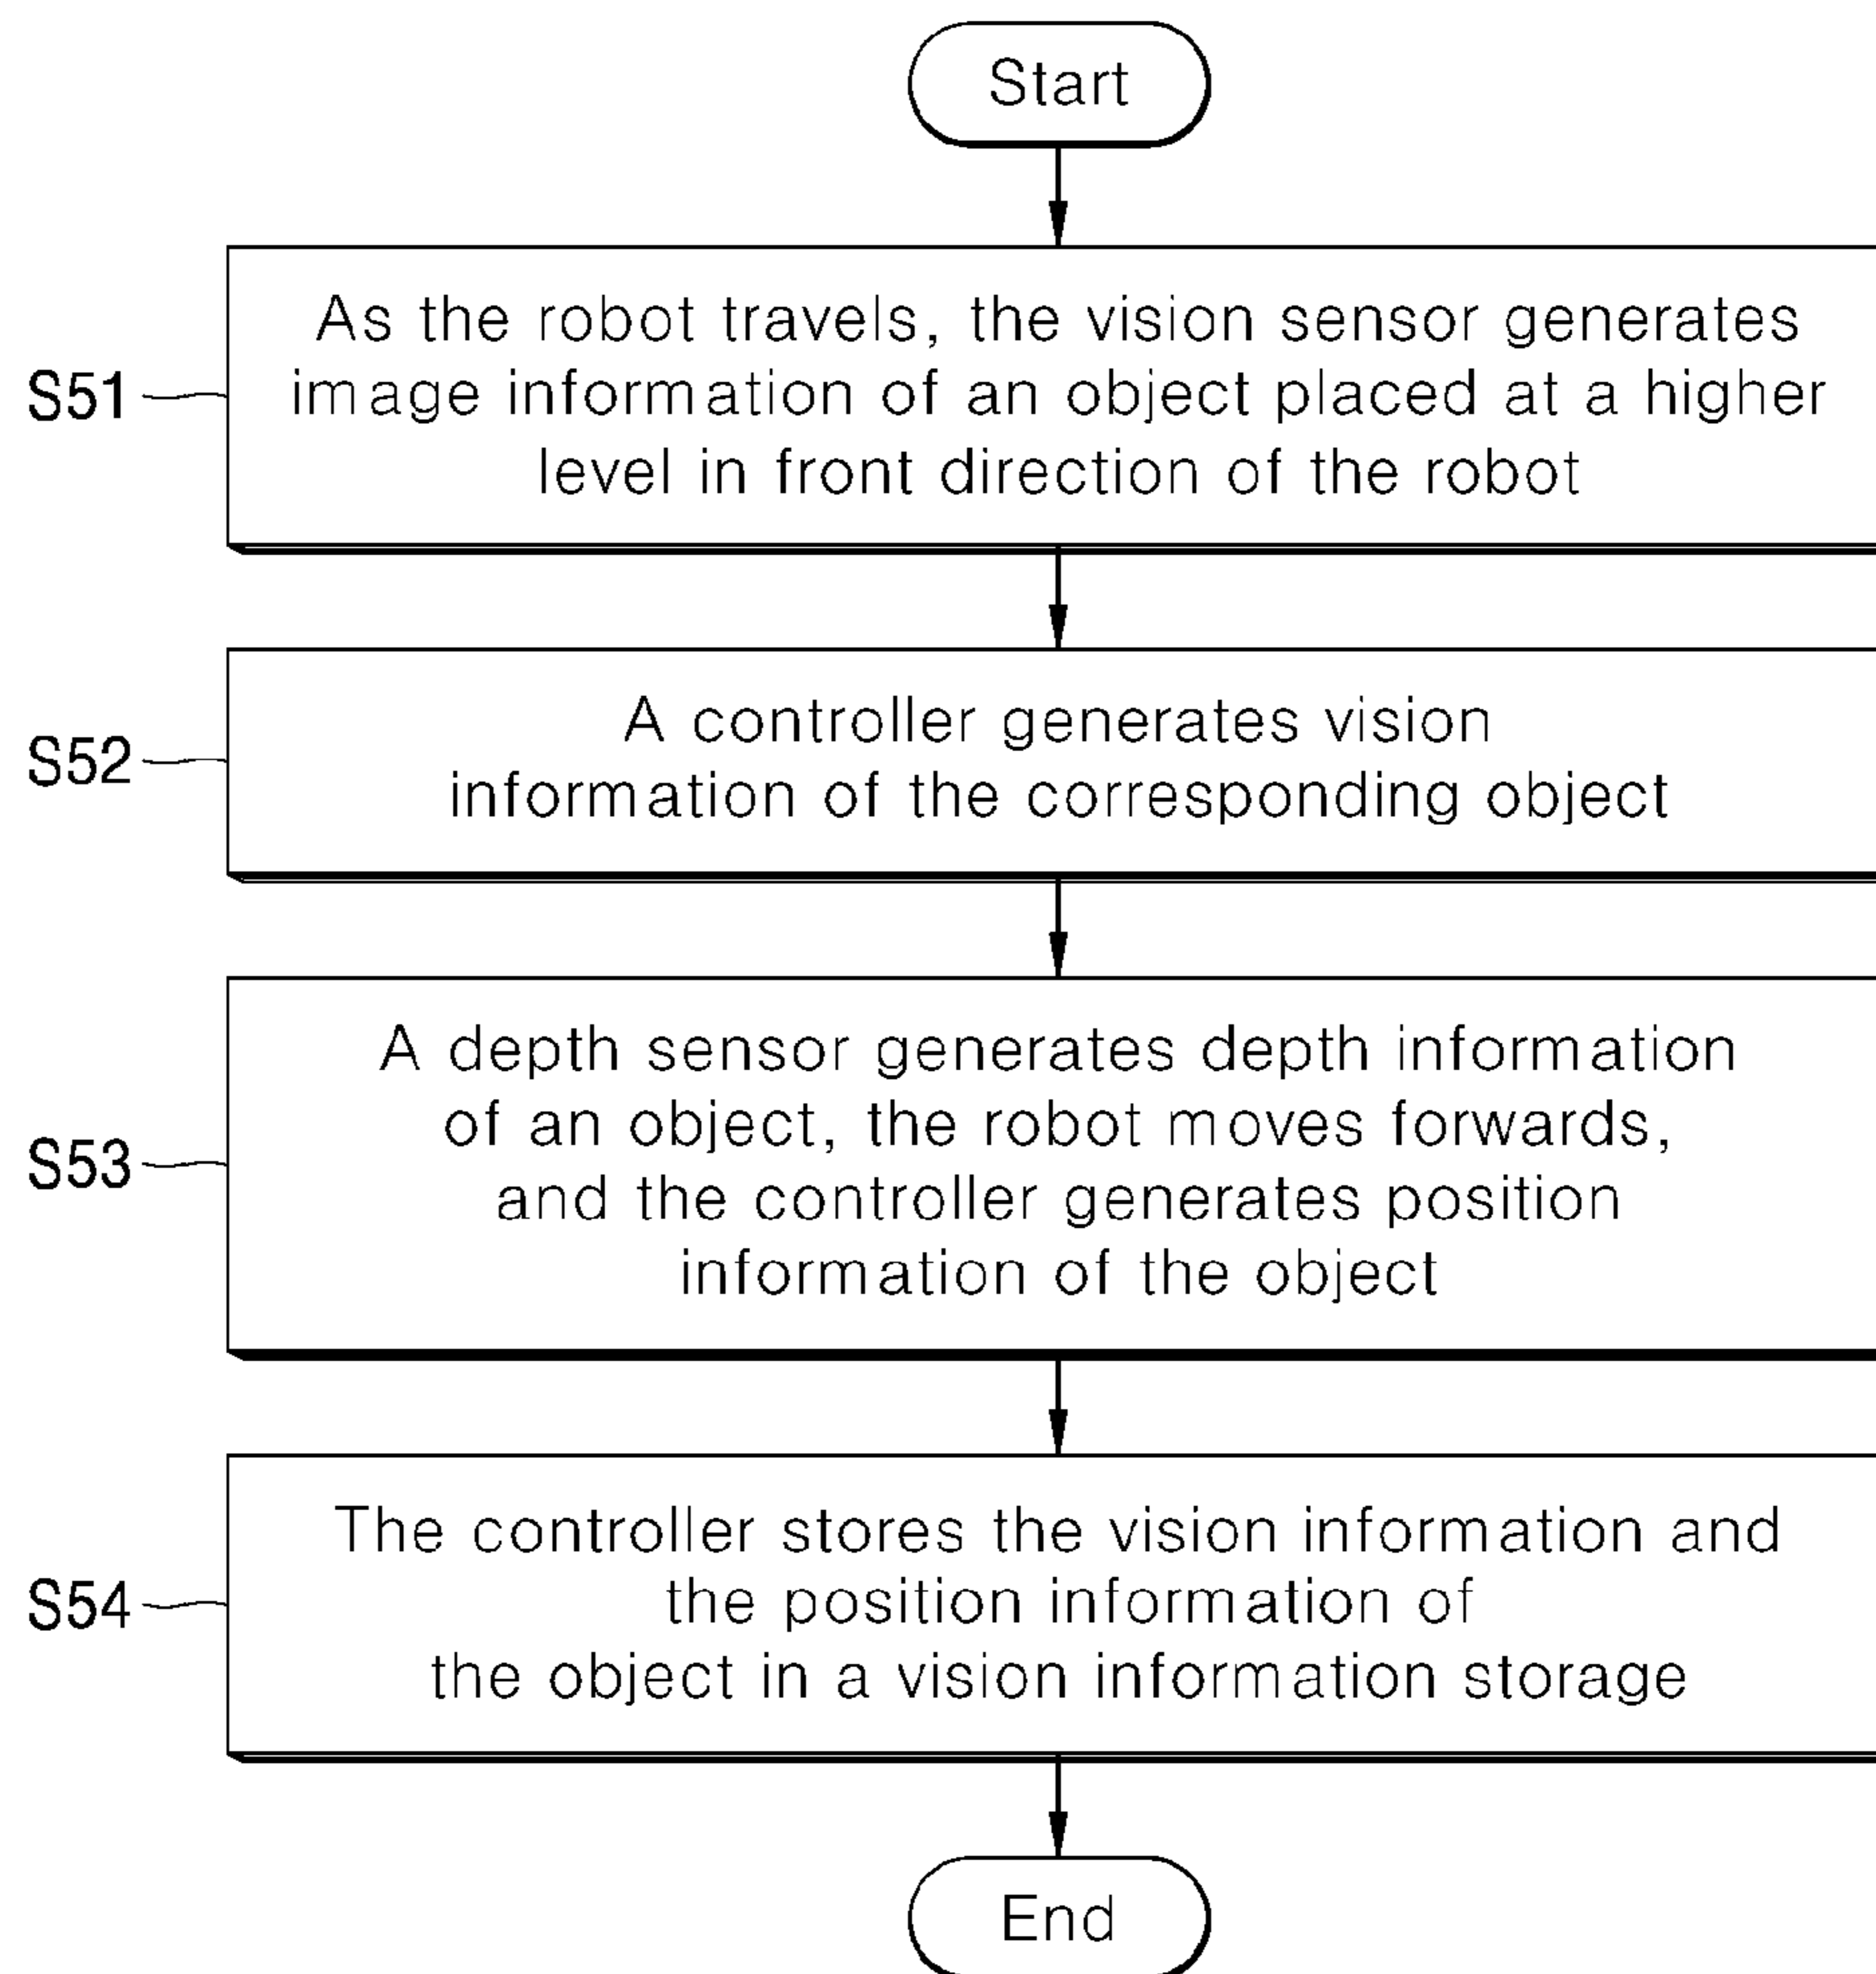 Start
As the robot travels, the vision sensor generates
image information of an object placed at a higher
level in front direction of the robot
S51
A controller generates vision
information of the corresponding object
S52
A depth sensor generates depth information
of an object, the robot moves forwards,
and the controller generates position
information of the object
S53
The controller stores the vision information and
the position information of
the object in a vision information storage
S54
End